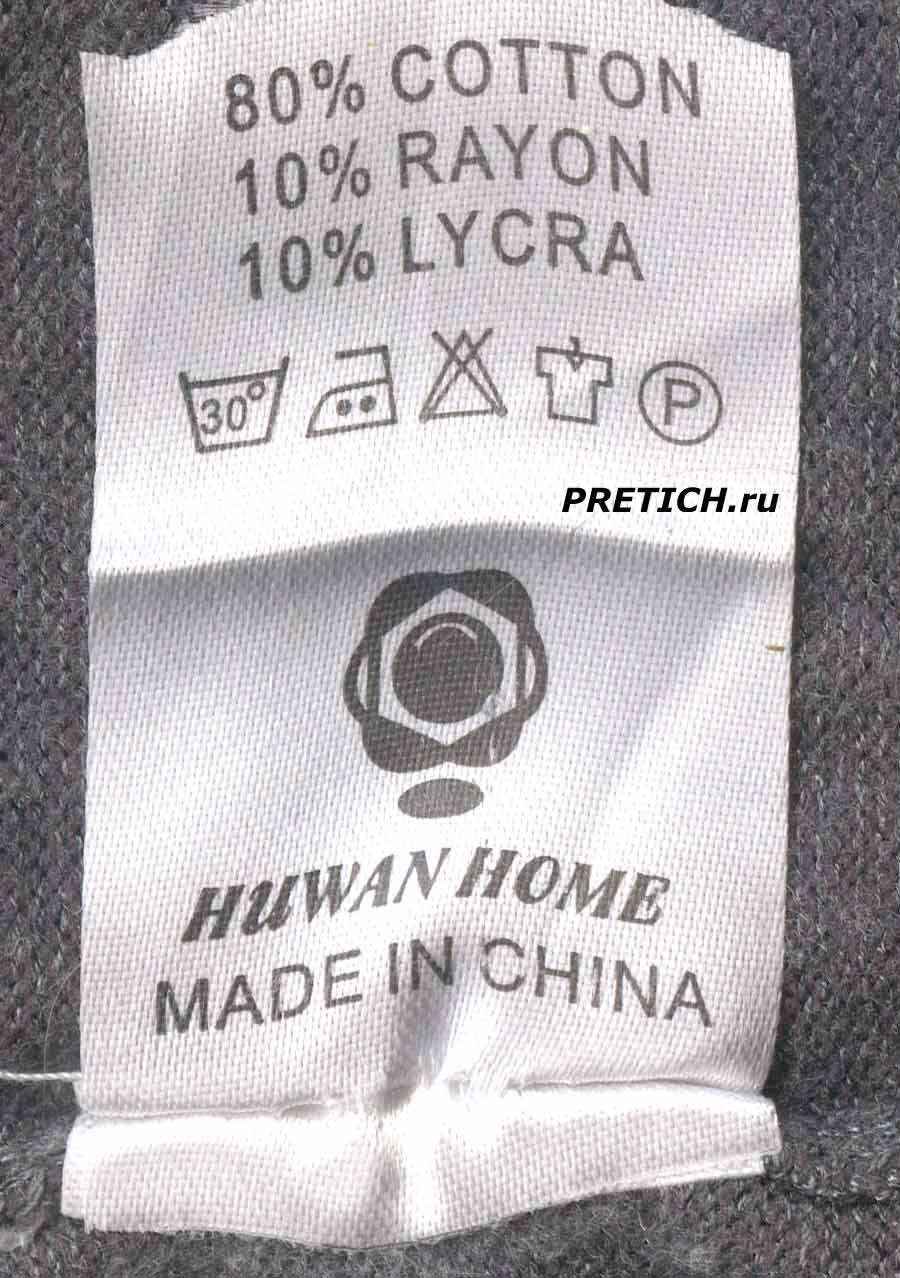 80% COTTON
10% RAYON
10% LYCRA
30°
P
PRETICH.ru
HUWAN HOME
MADE IN CHINA